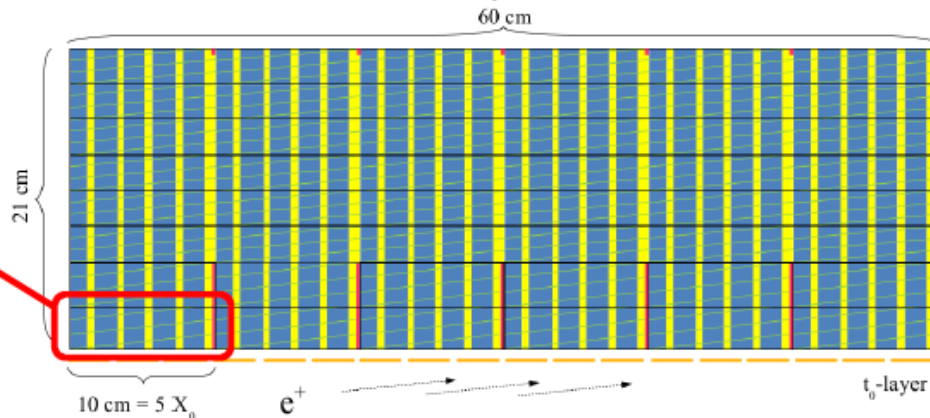 60 cm
21 cm
10 cm = 5 X₀
e⁺
t₀-layer